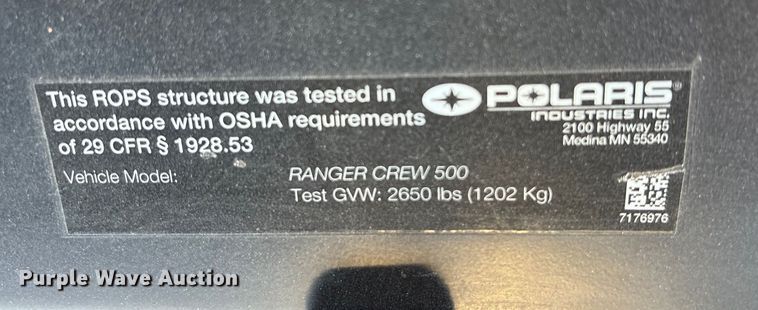 This ROPS structure was tested in
accordance with OSHA requirements
of 29 CFR § 1928.53
POLARIS®
INDUSTRIES INC.
2100 Highway 55
Medina MN 55340
Vehicle Model: RANGER CREW 500
Test GVW: 2650 lbs (1202 Kg)
7176976
Purple Wave Auction